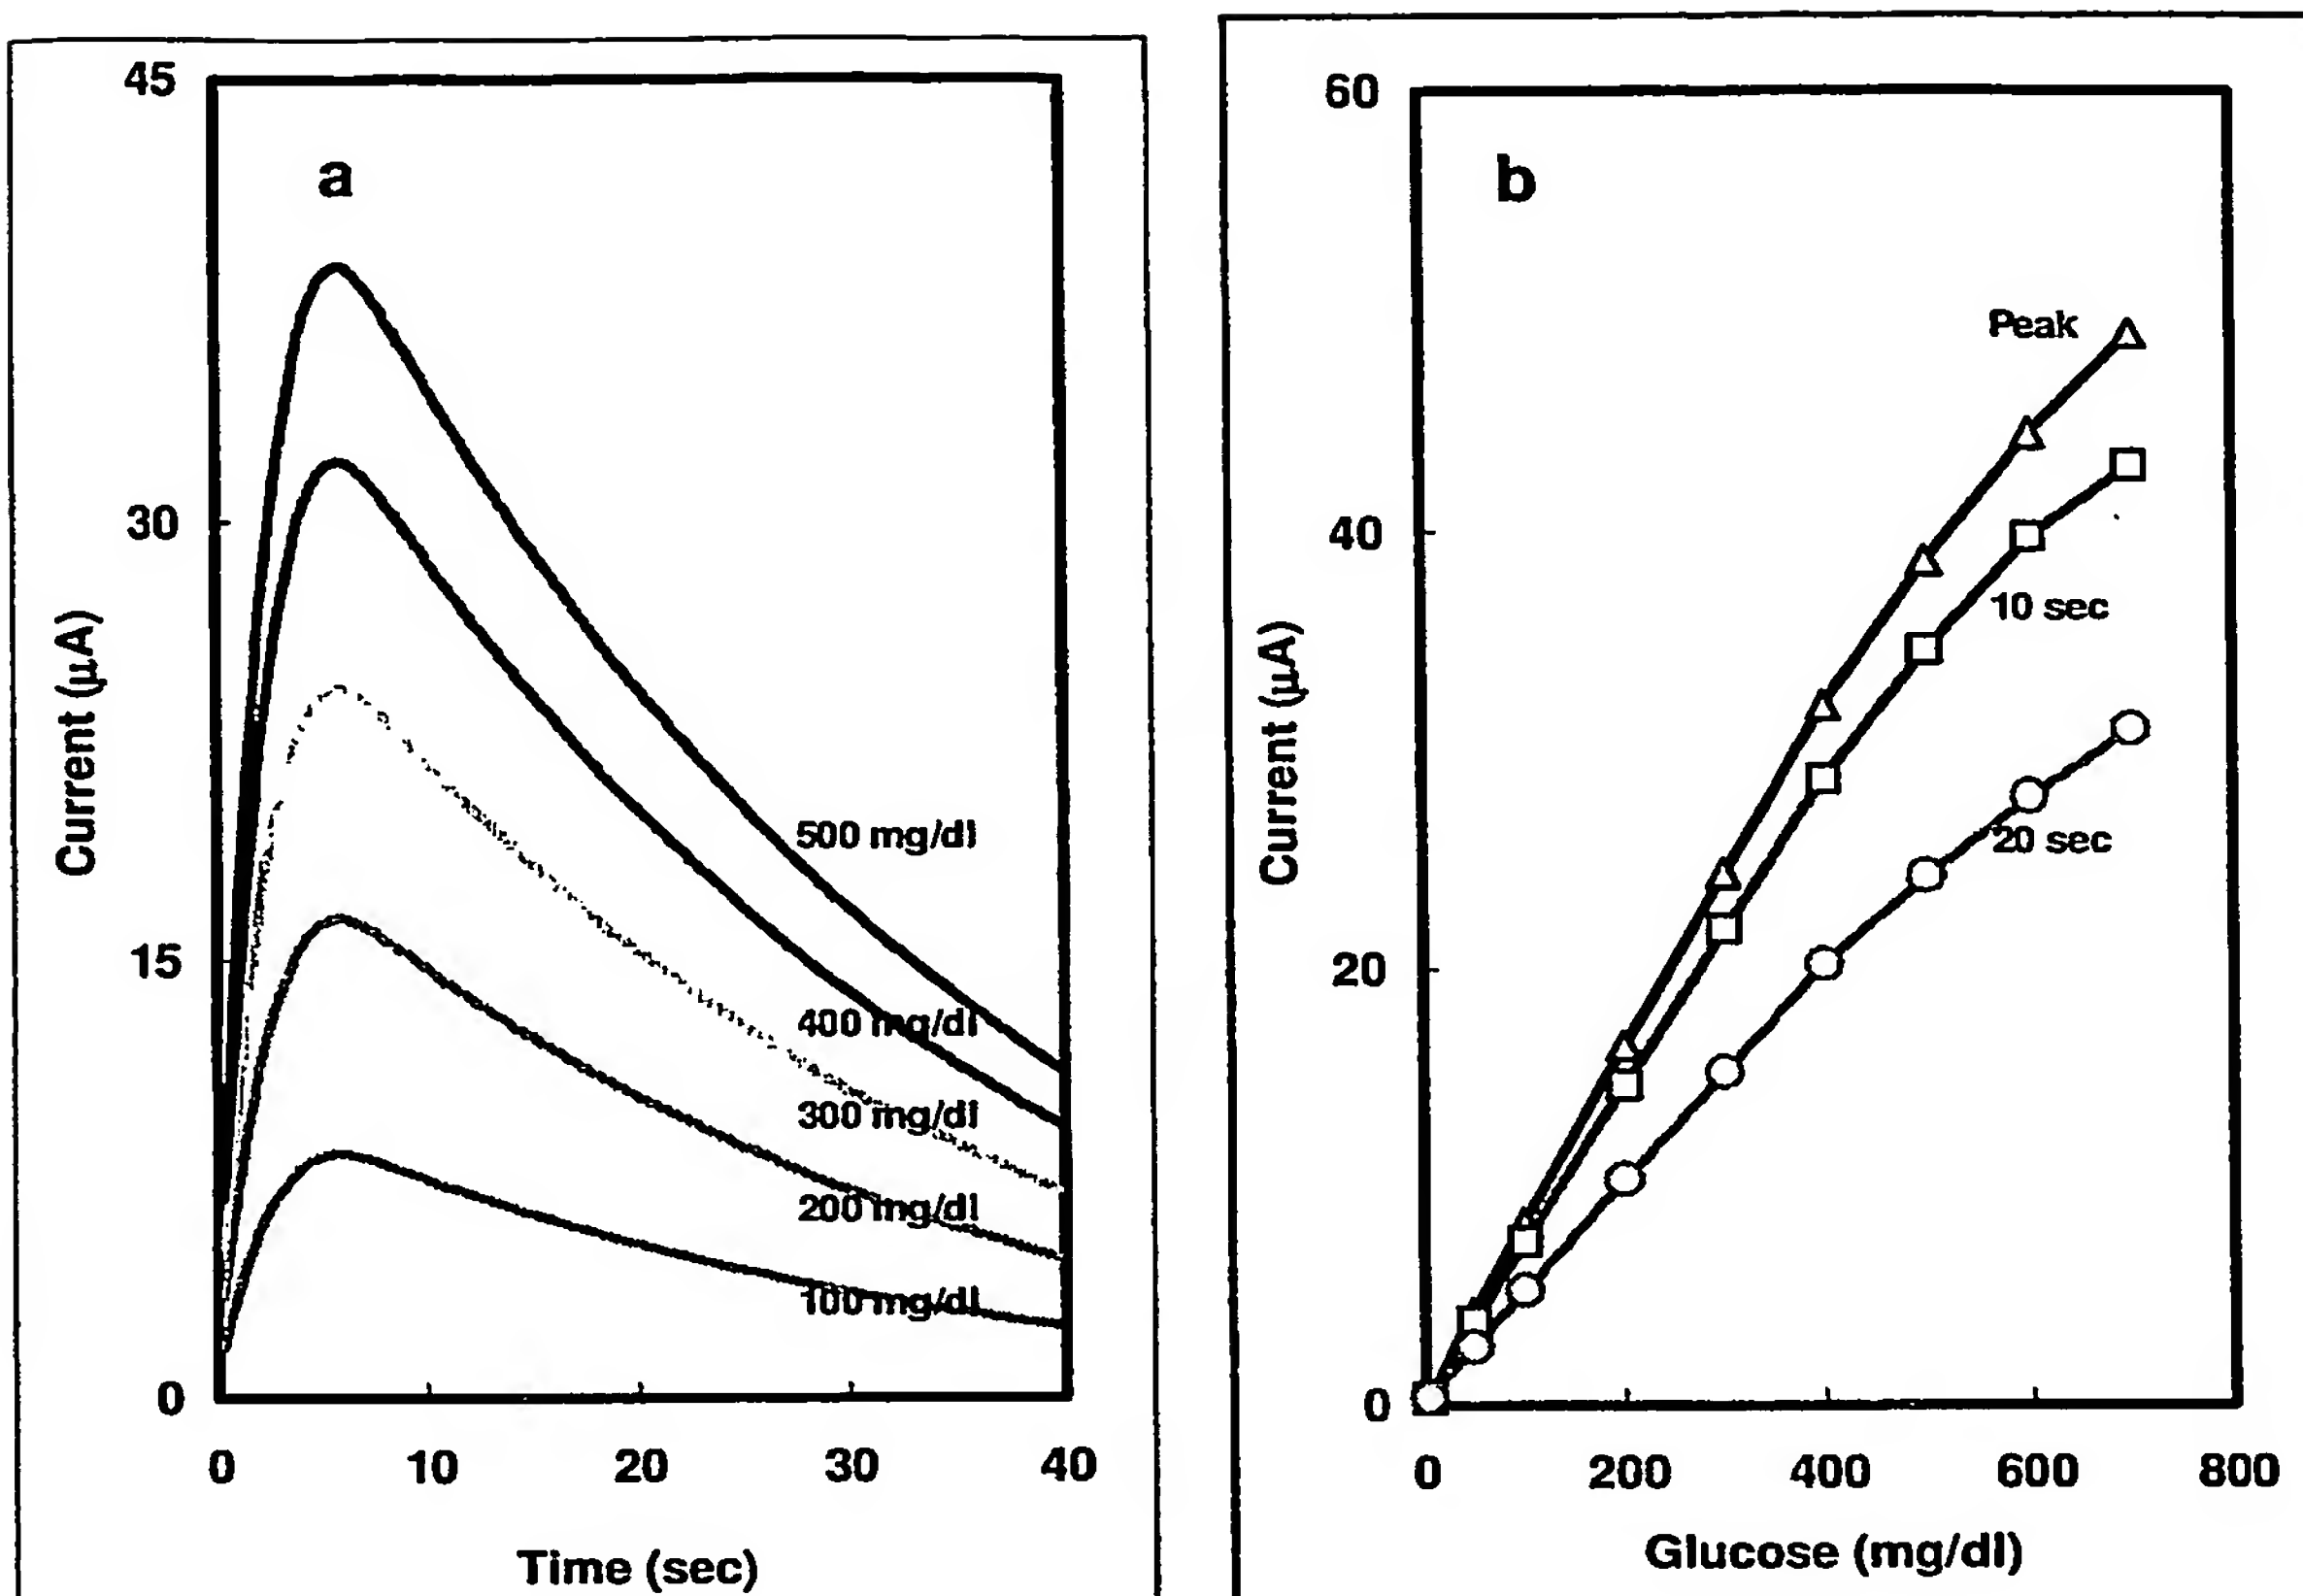 45
a
30
Current (µA)
15
0
500 mg/dl
400 mg/dl
300 mg/dl
200 mg/dl
100 mg/dl
0 10 20 30 40
Time (sec)
60
b
Peak
40
10 sec
Current (µA)
20 sec
20
0
0 200 400 600 800
Glucose (mg/dl)